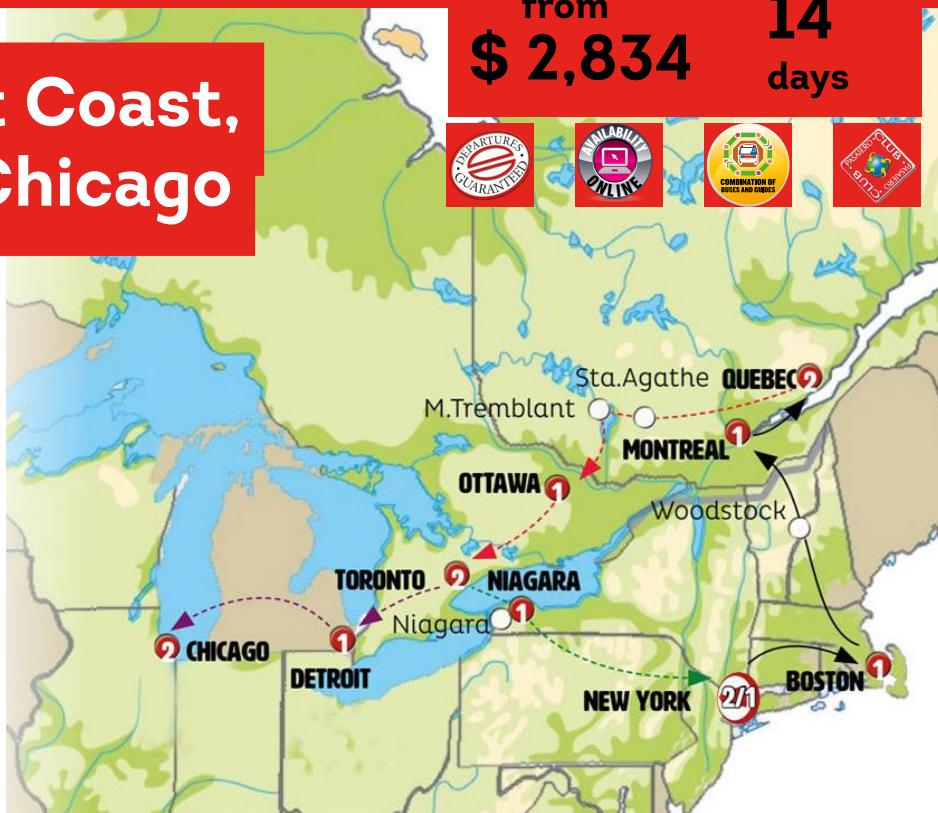 from
$ 2,834
14
days
t Coast,
Chicago
DEPARTURES
GUARANTEED
AVAILABILITY
ONLINE
COMBINATION OF
BUSES AND GUIDES
PASAJERO CLUB
PASAJERO CLUB
Sta.Agathe
QUEBEC 2
M.Tremblant
MONTREAL 1
OTTAWA 1
Woodstock
TORONTO 2
NIAGARA 1
Niagara
2 CHICAGO
DETROIT 1
NEW YORK 2/1
BOSTON 1